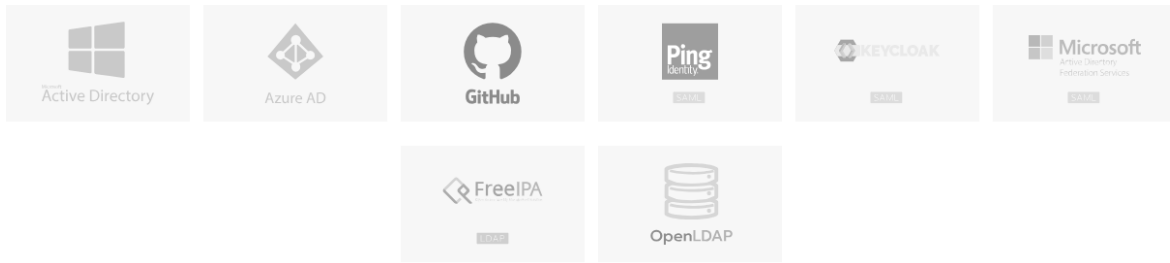 Microsoft
Active Directory
Azure AD
GitHub
Ping
Identity.
SAML
KEYCLOAK
SAML
Microsoft
Active Directory
Federation Services
SAML
FreeIPA
LDAP
OpenLDAP